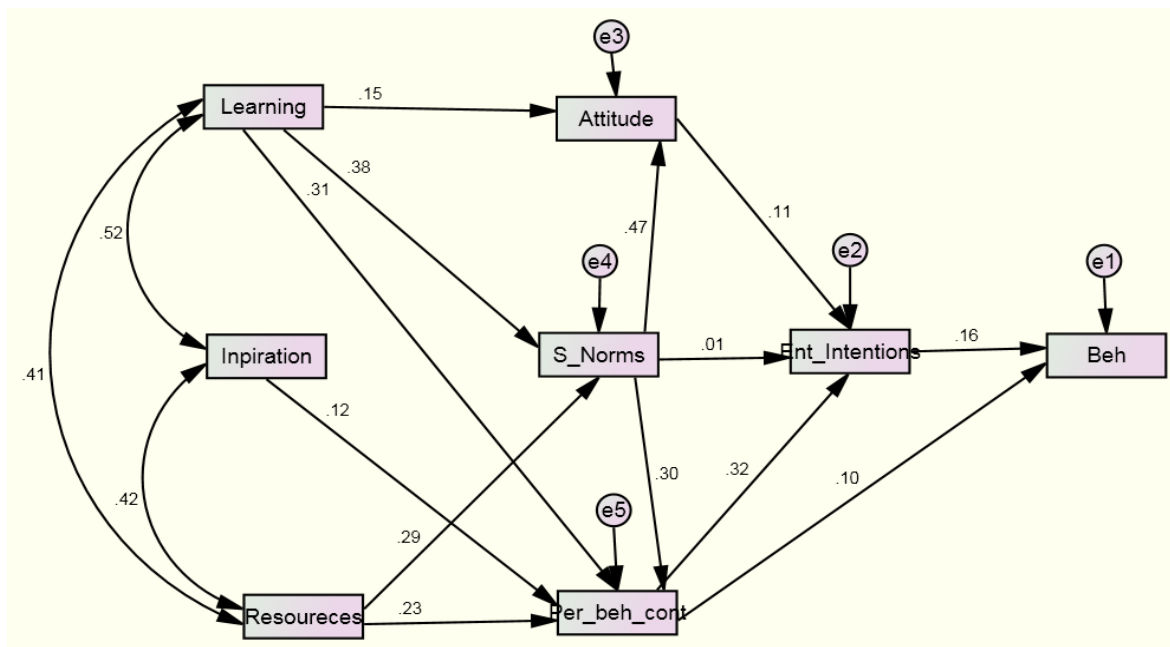 e3
Learning
.15
Attitude
.38
.31
.11
.52
.47
e4
e2
e1
Inpiration
S_Norms
.01
Ent_Intentions
.16
Beh
.41
.12
.30
.32
.10
.42
e5
.29
Resoureces
.23
Per_beh_cont